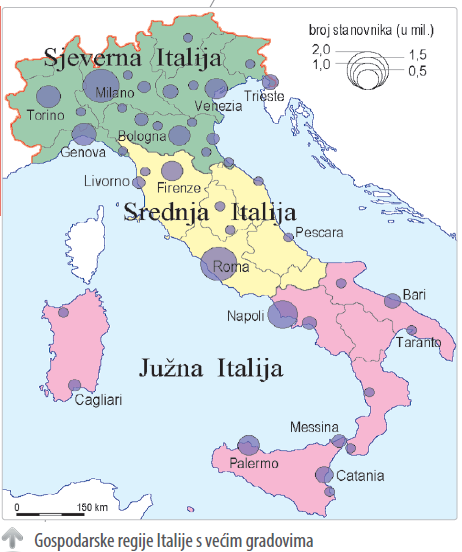 broj stanovnika (u mil.)
2,0
1,5
1,0
0,5
Sjeverna Italija
Milano
Torino
Venezia
Trieste
Bologna
Genova
Livorno
Firenze
Srednja Italija
Pescara
Roma
Bari
Napoli
Taranto
Južna Italija
Cagliari
Messina
Palermo
Catania
0 150 km
Gospodarske regije Italije s većim gradovima